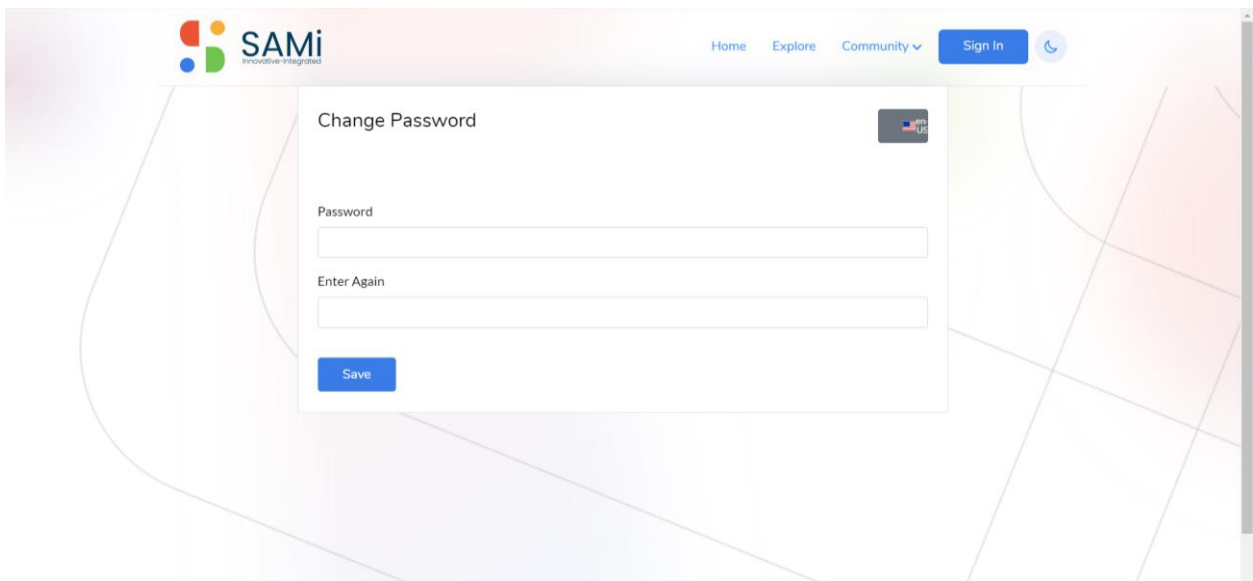 SAMi
Innovative-Integrated
Home Explore Community Sign In
Change Password
en-
US
Password
Enter Again
Save